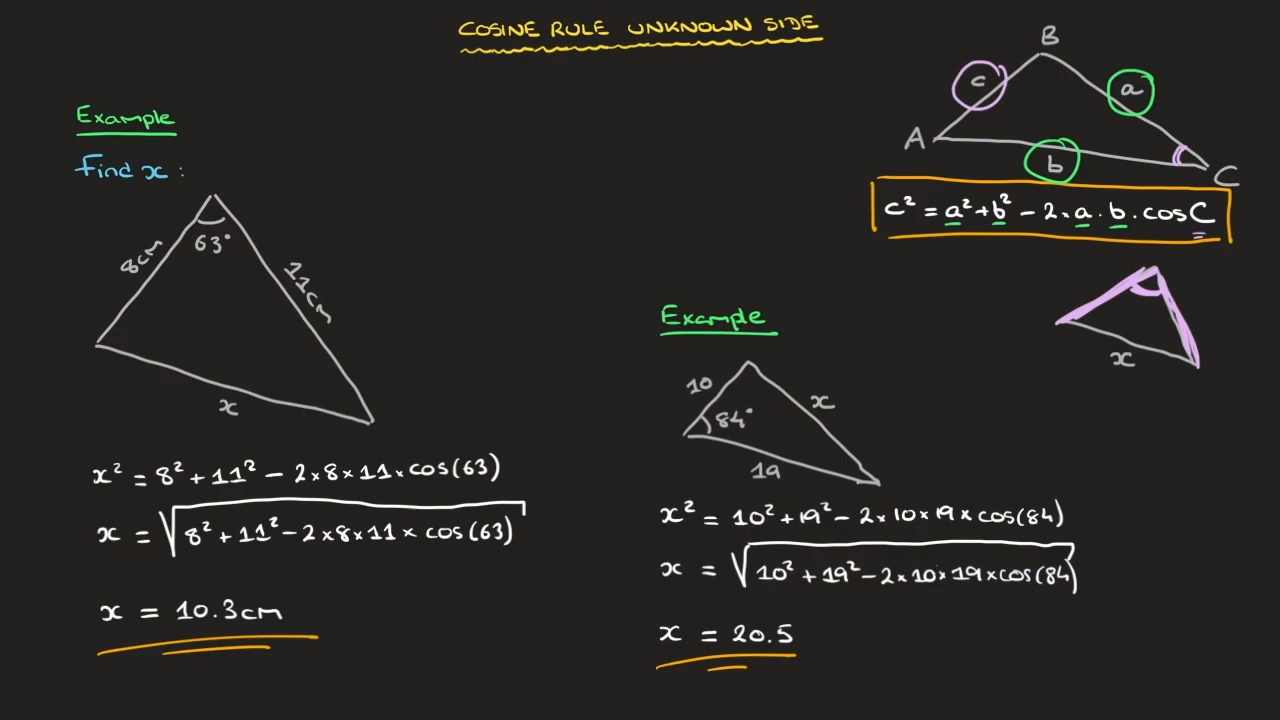 COSINE RULE UNKNOWN SIDE
Example
Find x :
63°
8cm
11cm
x
x² = 8² + 11² − 2×8×11×cos(63)
x = √8² + 11² − 2×8×11 × cos(63)
x = 10.3cm
B
c
a
A
b
C
c² = a² + b² − 2.a.b.cosC
x
Example
10
x
84°
19
x² = 10² + 19² − 2×10×19×cos(84)
x = √10² + 19² − 2×10×19×cos(84)
x = 20.5